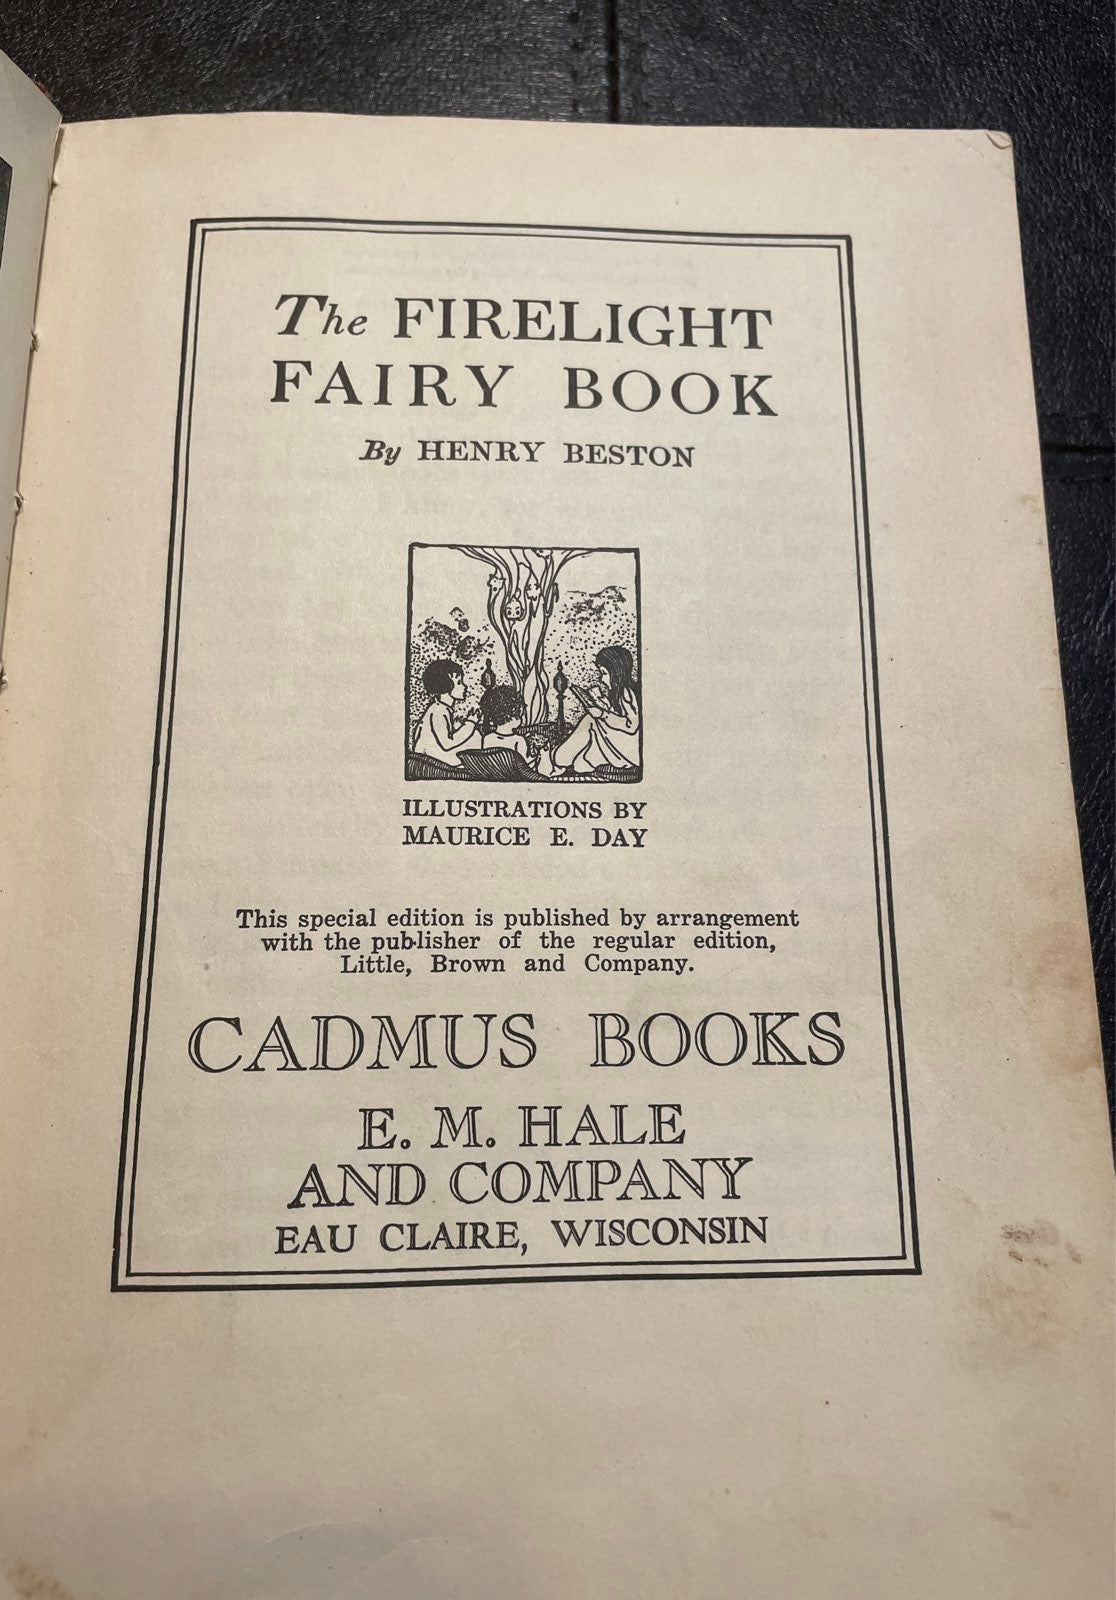 The FIRELIGHT
FAIRY BOOK
By HENRY BESTON
ILLUSTRATIONS BY
MAURICE E. DAY
This special edition is published by arrangement
with the publisher of the regular edition,
Little, Brown and Company.
CADMUS BOOKS
E. M. HALE
AND COMPANY
EAU CLAIRE, WISCONSIN